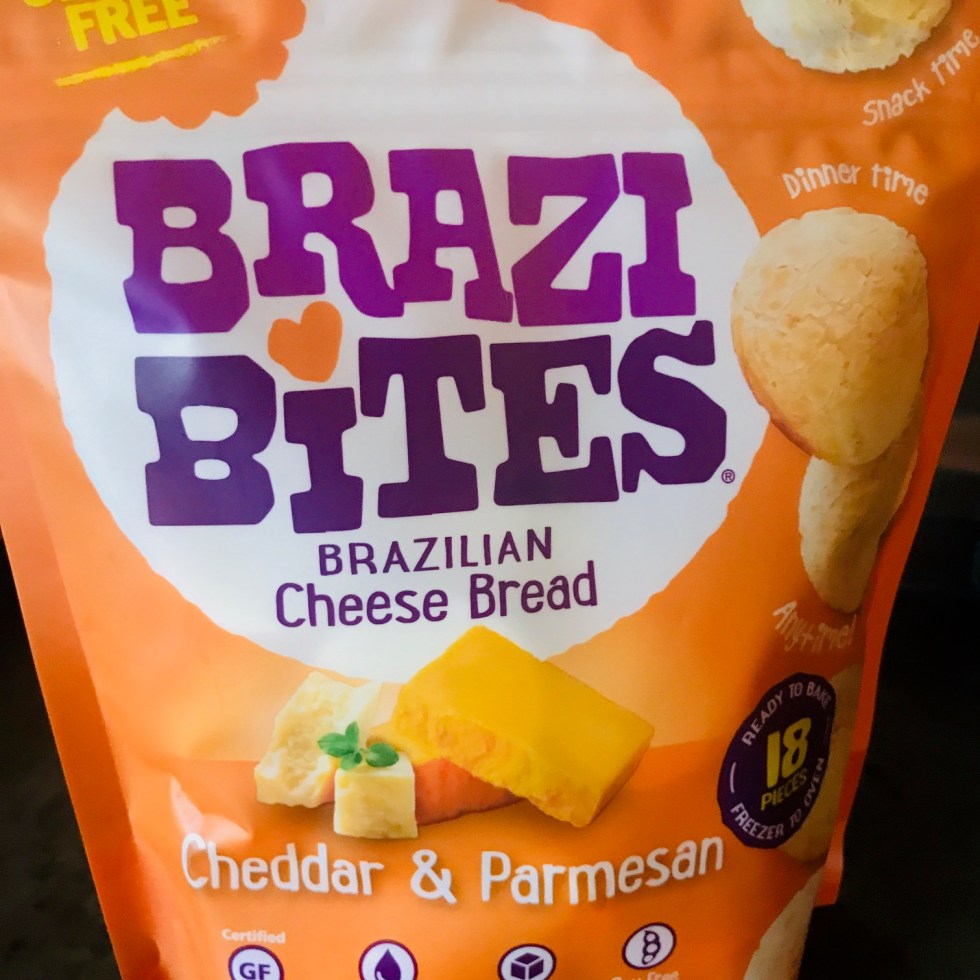 FREE
Snack time
Dinner time
BRAZI
BiTES®
BRAZILIAN
Cheese Bread
Anytime!
READY TO BAKE
18
PIECES
FREEZER TO OVEN
Cheddar & Parmesan
Certified
GF
Free